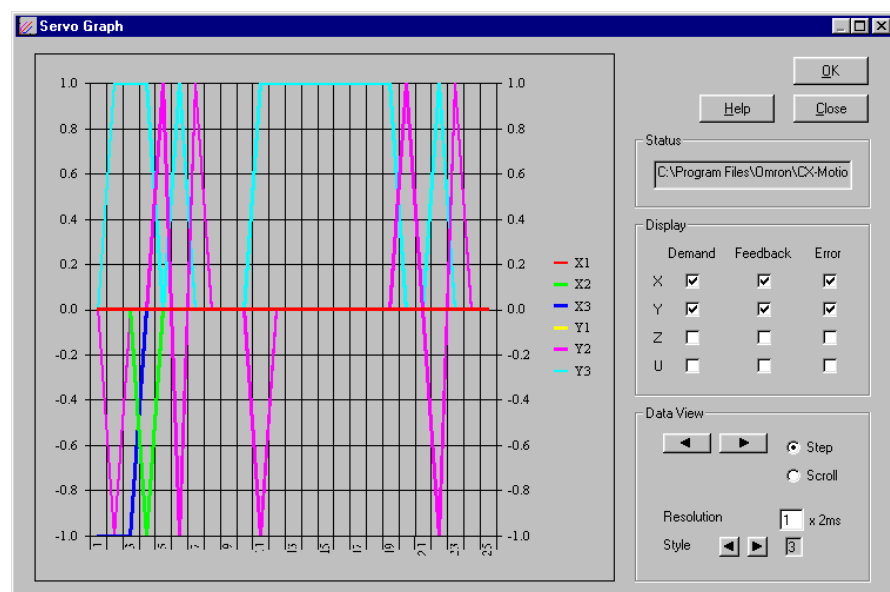 Servo Graph
OK
Help
Close
Status
C:\Program Files\Omron\CX-Motio
Display
Demand Feedback Error
X
Y
Z
U
Data View
Step
Scroll
Resolution 1 x 2ms
Style 3
1.0 1.0
0.8 0.8
0.6 0.6
0.4 0.4
0.2 0.2
0.0 0.0
-0.2 -0.2
-0.4 -0.4
-0.6 -0.6
-0.8 -0.8
-1.0 -1.0
1 3 5 7 9 11 13 15 17 19 21 23 25
X1
X2
X3
Y1
Y2
Y3